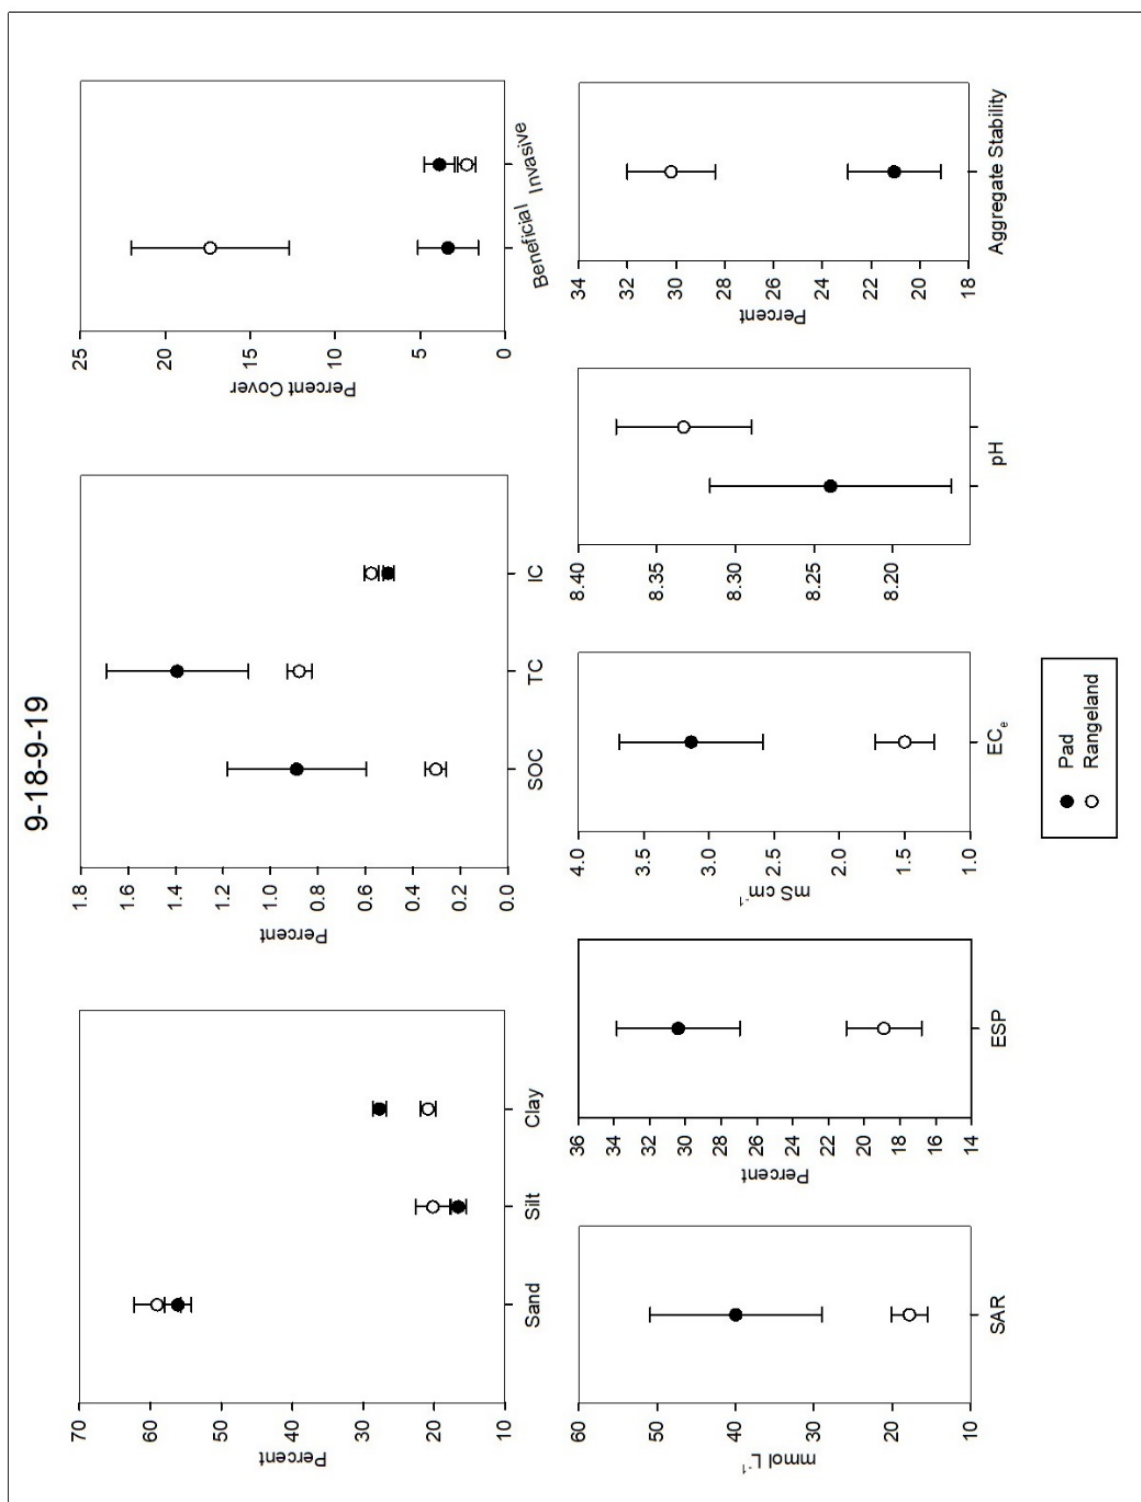 9-18-9-19
Percent
70
60
50
40
30
20
10
Sand
Silt
Clay
Percent
1.8
1.6
1.4
1.2
1.0
0.8
0.6
0.4
0.2
0.0
SOC
TC
IC
Percent Cover
25
20
15
10
5
0
Beneficial
Invasive
mmol L⁻¹
60
50
40
30
20
10
SAR
Percent
36
34
32
30
28
26
24
22
20
18
16
14
ESP
mS cm⁻¹
4.0
3.5
3.0
2.5
2.0
1.5
1.0
ECₑ
8.40
8.35
8.30
8.24
8.20
pH
Percent
34
32
30
28
26
24
22
20
18
Aggregate Stability
Pad
Rangeland